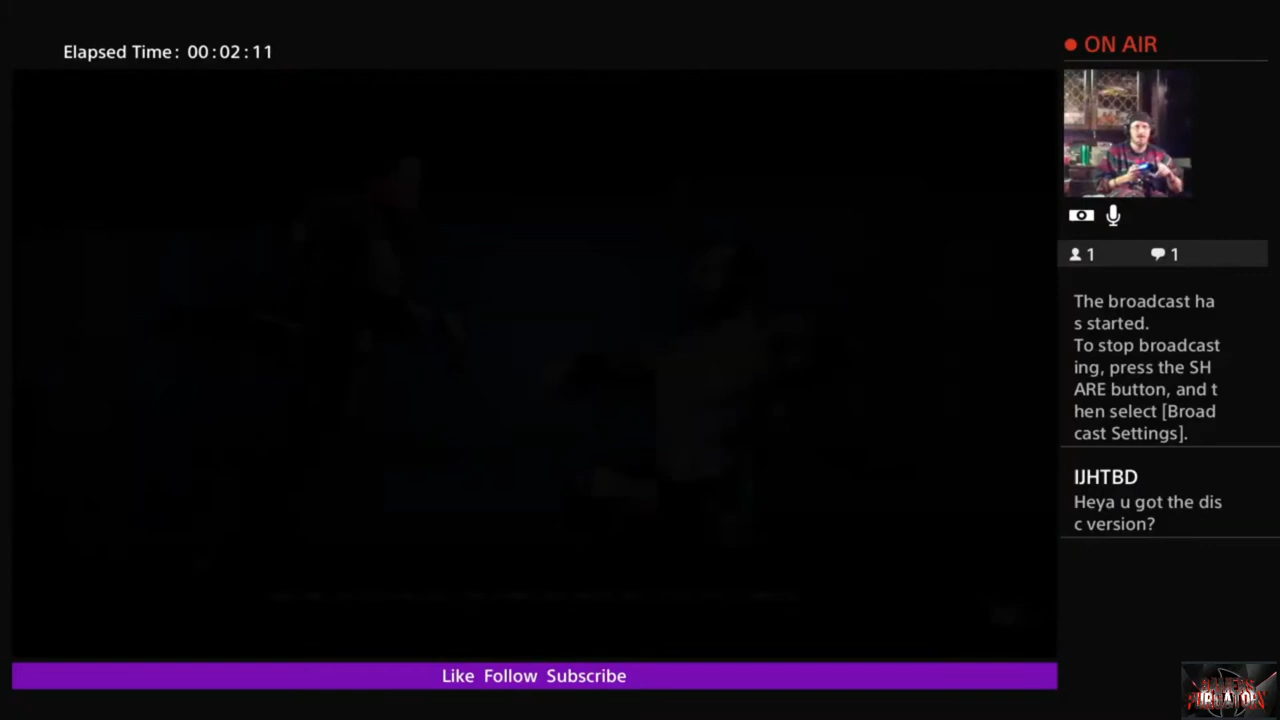 Elapsed Time: 00:02:11
ON AIR
1
1
The broadcast ha
s started.
To stop broadcast
ing, press the SH
ARE button, and t
hen select [Broad
cast Settings].
IJHTBD
Heya u got the dis
c version?
Like Follow Subscribe